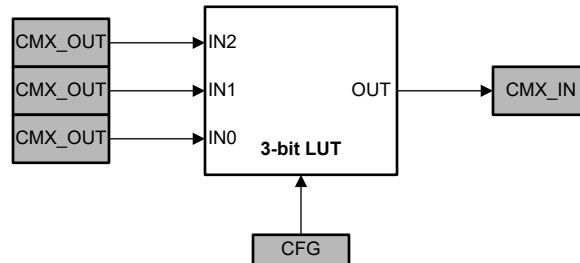 CMX_OUT
IN2
CMX_OUT
IN1
OUT
CMX_IN
CMX_OUT
IN0
3-bit LUT
CFG